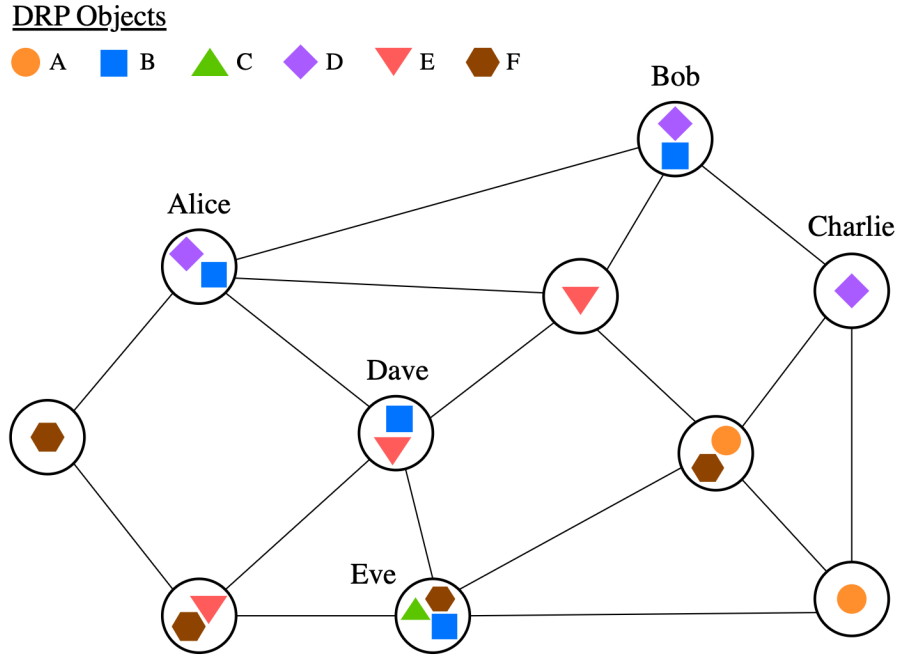 DRP Objects
A B C D E F
Bob
Alice
Charlie
Dave
Eve